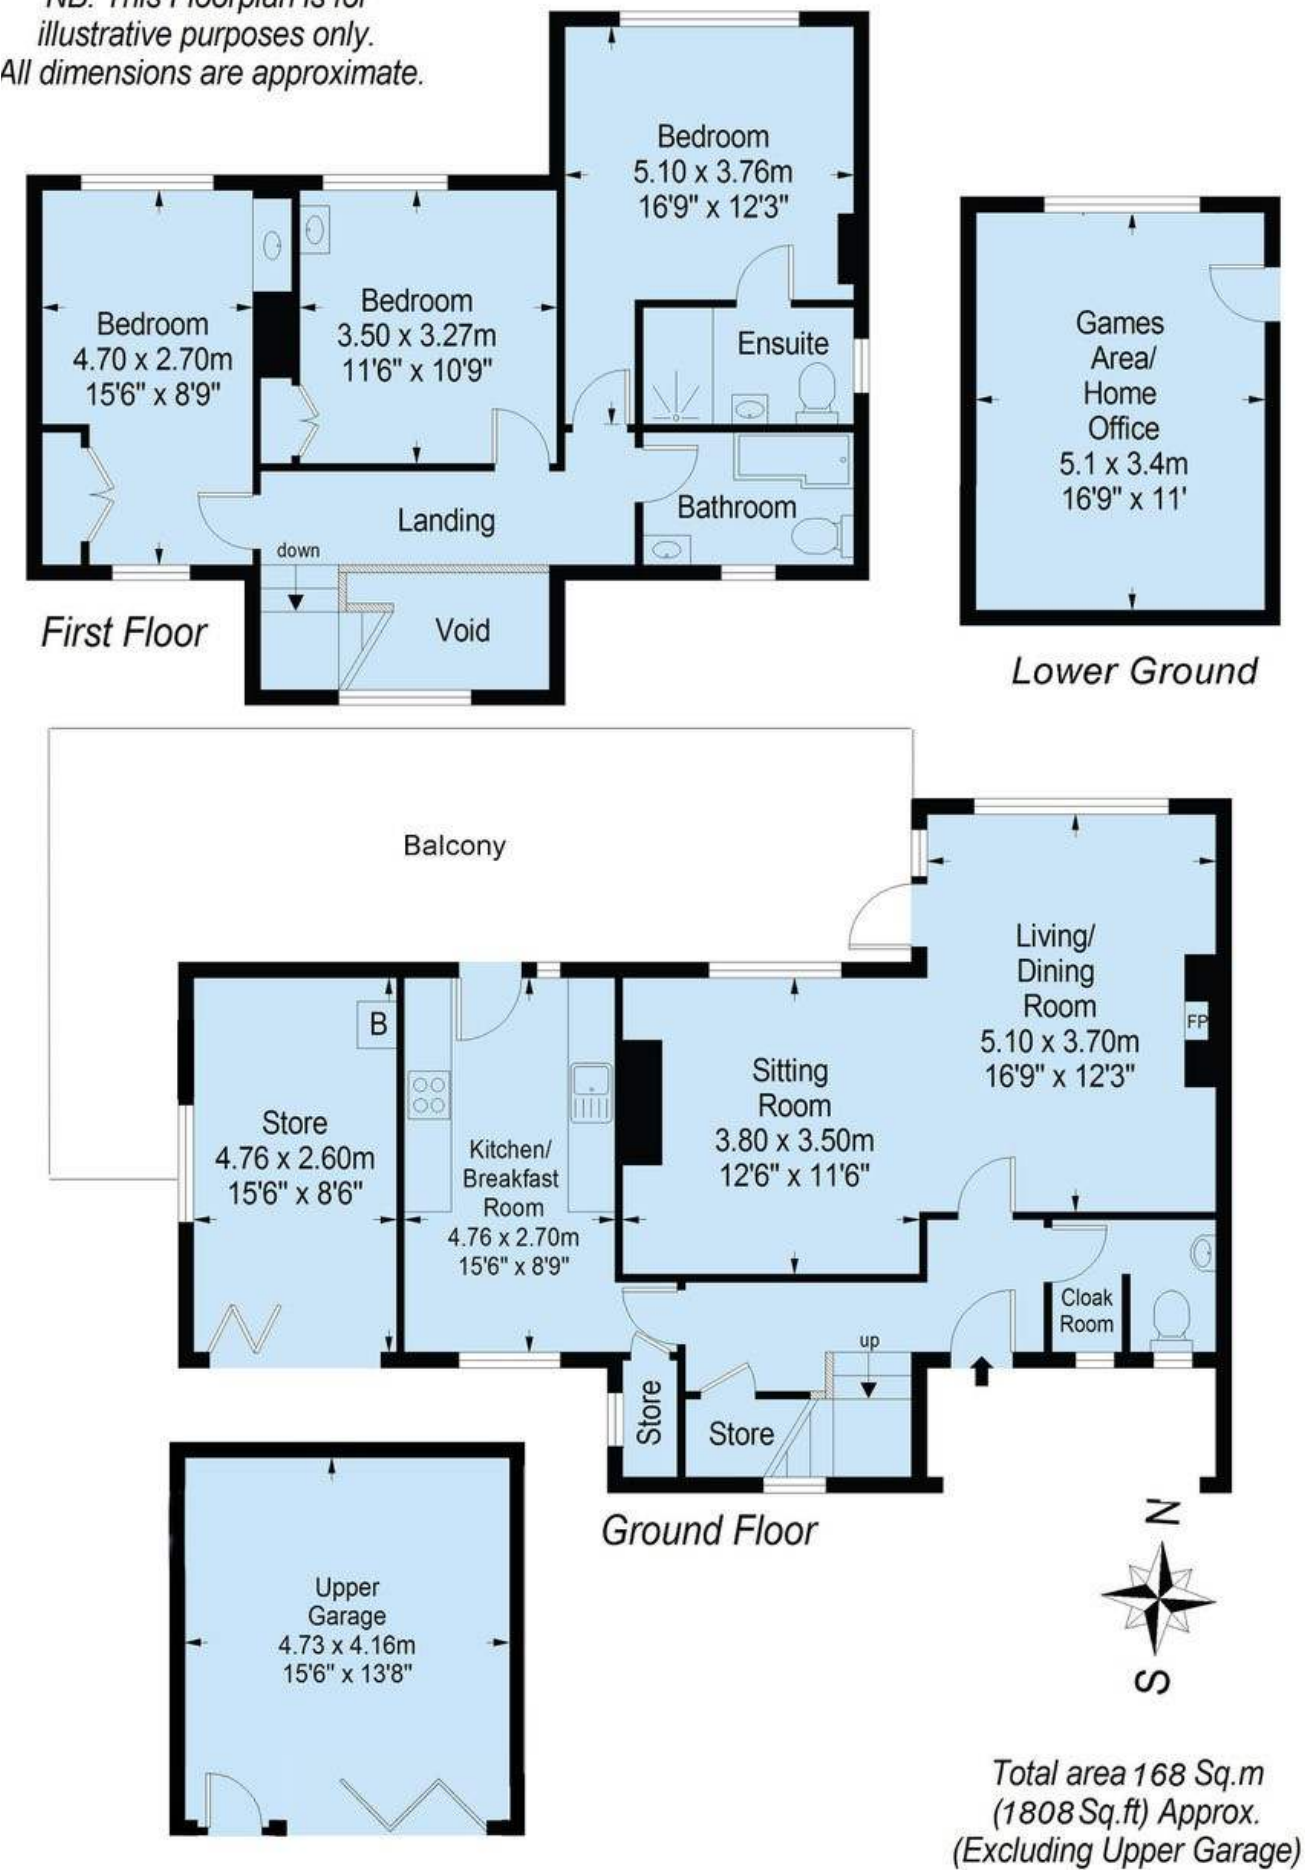 NB. This Floorplan is for
illustrative purposes only.
All dimensions are approximate.
Bedroom
5.10 x 3.76m
16'9" x 12'3"
Bedroom
4.70 x 2.70m
15'6" x 8'9"
Bedroom
3.50 x 3.27m
11'6" x 10'9"
Ensuite
Bathroom
Landing
down
Void
First Floor
Games
Area/
Home
Office
5.1 x 3.4m
16'9" x 11'
Lower Ground
Balcony
Living/
Dining
Room
5.10 x 3.70m
16'9" x 12'3"
FP
B
Store
4.76 x 2.60m
15'6" x 8'6"
Kitchen/
Breakfast
Room
4.76 x 2.70m
15'6" x 8'9"
Sitting
Room
3.80 x 3.50m
12'6" x 11'6"
Cloak
Room
up
Store
Store
Ground Floor
Upper
Garage
4.73 x 4.16m
15'6" x 13'8"
N
S
Total area 168 Sq.m
(1808 Sq.ft) Approx.
(Excluding Upper Garage)